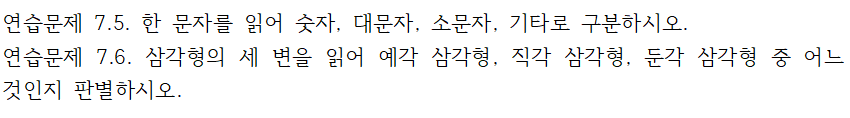 연습문제 7.5. 한 문자를 읽어 숫자, 대문자, 소문자, 기타로 구분하시오.
연습문제 7.6. 삼각형의 세 변을 읽어 예각 삼각형, 직각 삼각형, 둔각 삼각형 중 어느
것인지 판별하시오.